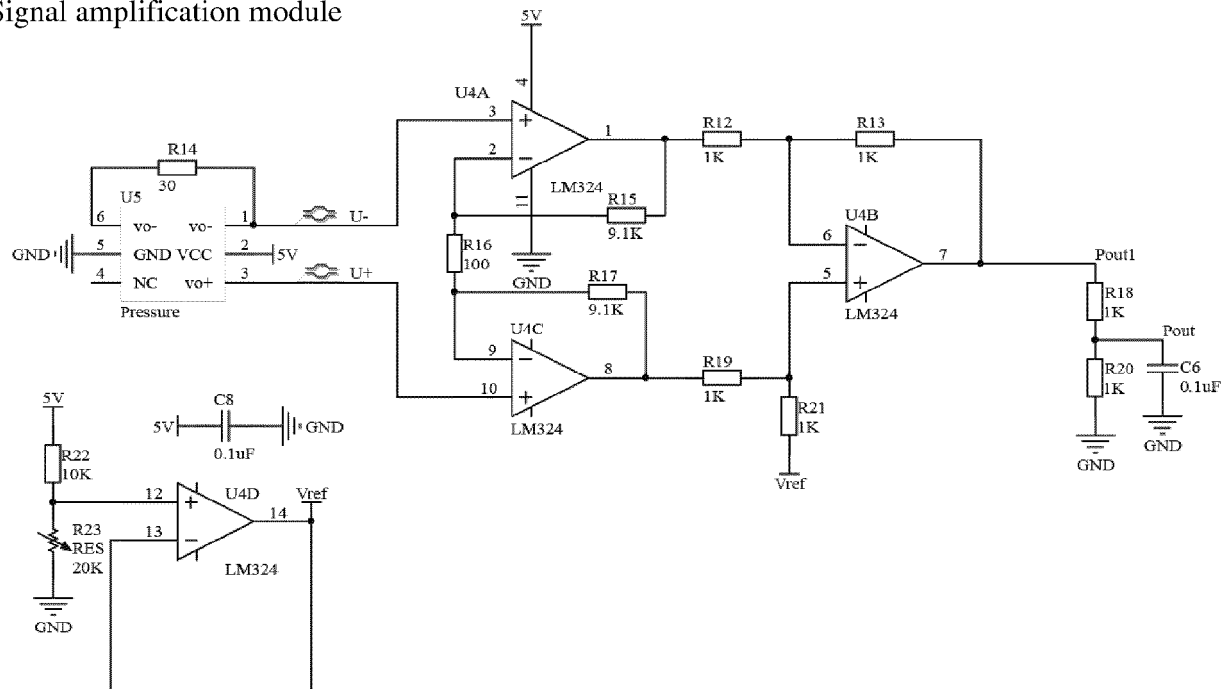 Signal amplification module
5V
4
U4A
3
+
1
2
−
11
LM324
GND
R12
1K
R13
1K
R14
30
U5
6
vo-
vo-
1
U-
GND
5
GND
VCC
2
5V
4
NC
vo+
3
U+
Pressure
R15
9.1K
R16
100
R17
9.1K
U4B
6
−
7
5
+
LM324
Pout1
R18
1K
Pout
R20
1K
C6
0.1uF
GND
GND
U4C
9
−
8
10
+
LM324
R19
1K
R21
1K
Vref
5V
C8
GND
0.1uF
5V
R22
10K
12
+
U4D
14
Vref
13
−
LM324
R23
RES
20K
GND